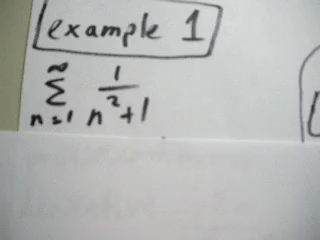 example 1
∞
∑ 1/(n²+1)
n=1